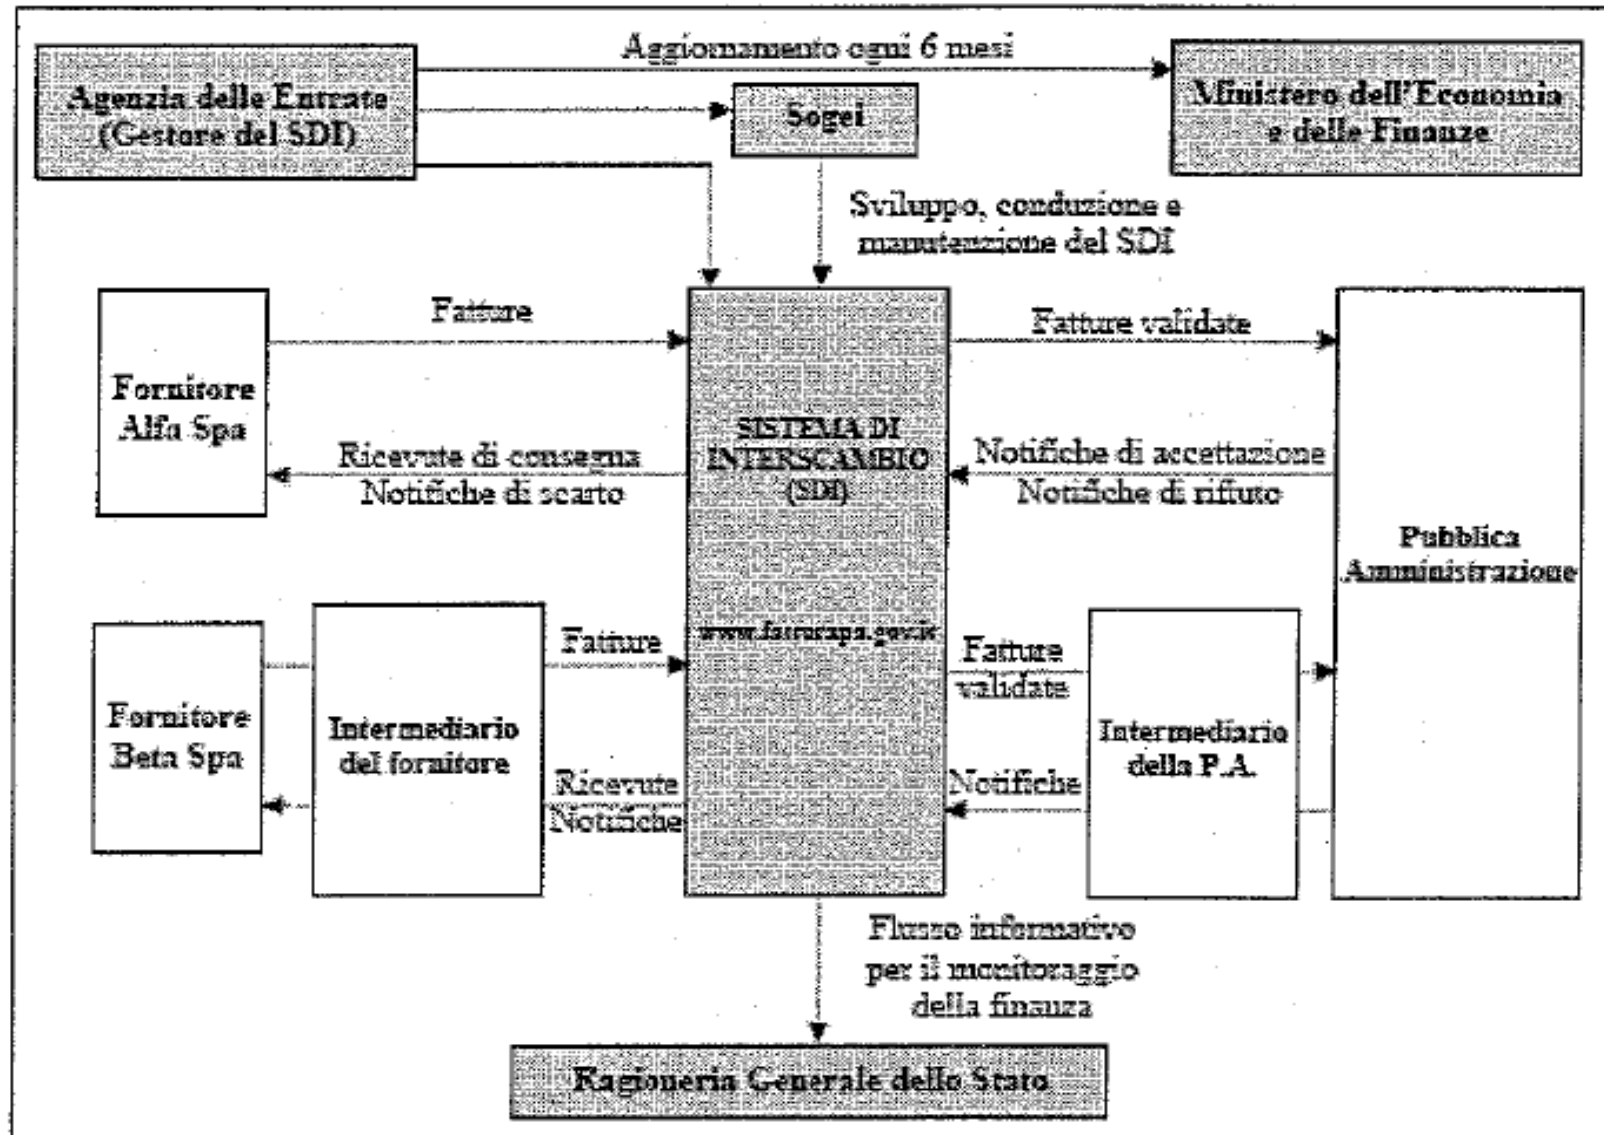 Aggiornamento ogni 6 mesi
Agenzia delle Entrate
(Gestore del SDI)
Sogei
Ministero dell'Economia
e delle Finanze
Sviluppo, conduzione e
manutenzione del SDI
Fatture
Fatture validate
Fornitore
Alfa Spa
SISTEMA DI
INTERSCAMBIO
(SDI)
Ricevute di consegna
Notifiche di scarto
Notifiche di accettazione
Notifiche di rifiuto
Pubblica
Amministrazione
www.fatturapa.gov.it
Fatture
Fatture
validate
Fornitore
Beta Spa
Intermediario
del fornitore
Intermediario
della P.A.
Ricevute
Notifiche
Notifiche
Flusso informativo
per il monitoraggio
della finanza
Ragioneria Generale dello Stato